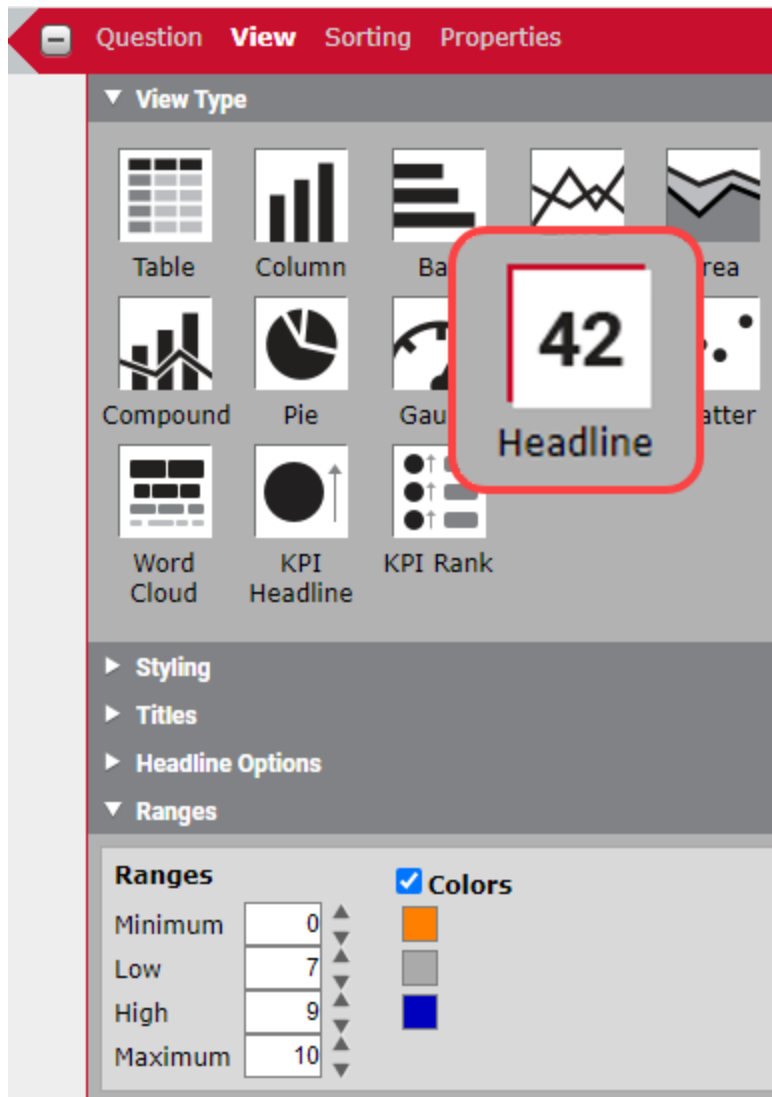 Question View Sorting Properties
View Type
Table Column Ba rea
42
Headline
Compound Pie Gau atter
Word Cloud
KPI Headline
KPI Rank
Styling
Titles
Headline Options
Ranges
Ranges Colors
Minimum 0
Low 7
High 9
Maximum 10